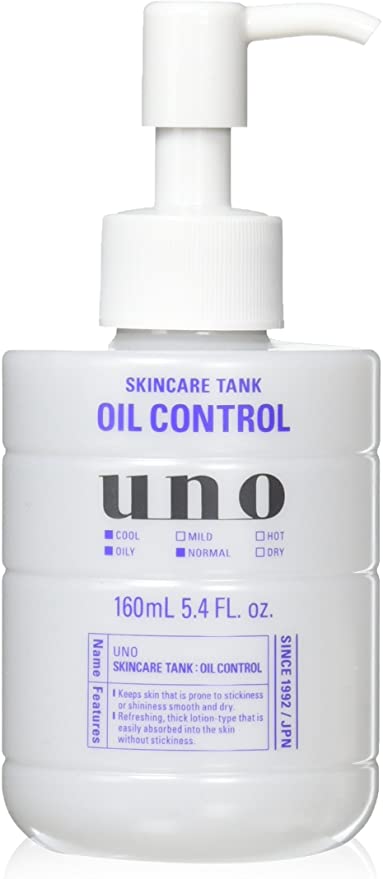 SKINCARE TANK
OIL CONTROL
uno
COOL MILD HOT
OILY NORMAL DRY
160mL 5.4 FL. oz.
Name
UNO
SKINCARE TANK: OIL CONTROL
Features
Keeps skin that is prone to stickiness
or shininess smooth and dry.
Refreshing, thick lotion-type that is
easily absorbed into the skin
without stickiness.
SINCE 1992 / JPN